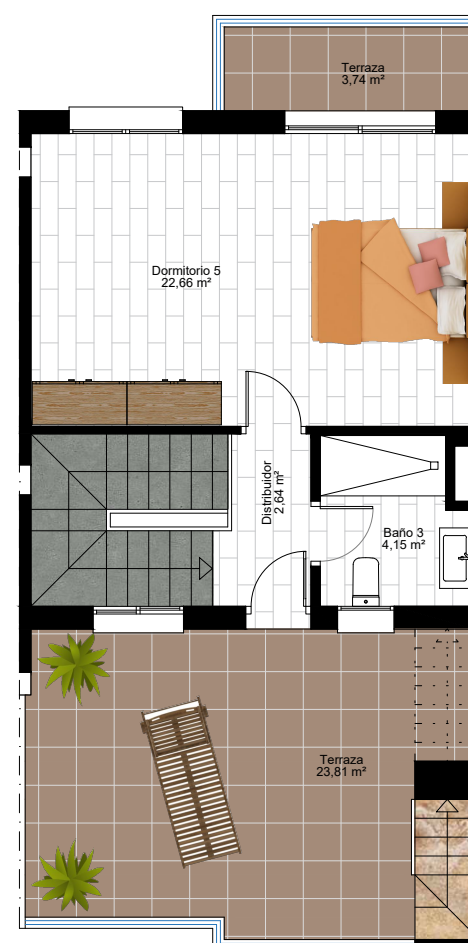 Terraza
3,74 m²
Dormitorio 5
22,66 m²
Distribuidor
2,64 m²
Baño 3
4,15 m²
Terraza
23,81 m²